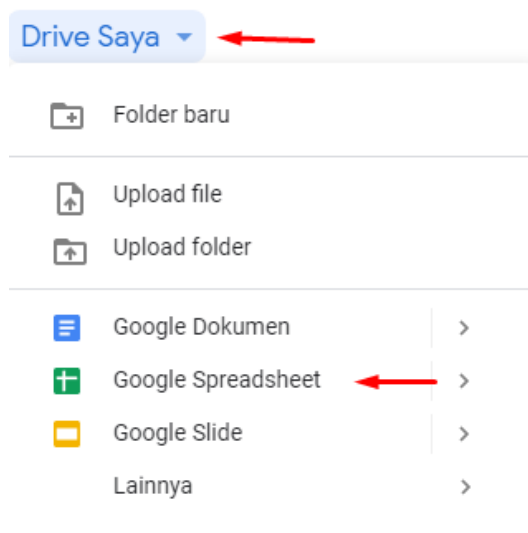 Drive Saya
Folder baru
Upload file
Upload folder
Google Dokumen
Google Spreadsheet
Google Slide
Lainnya